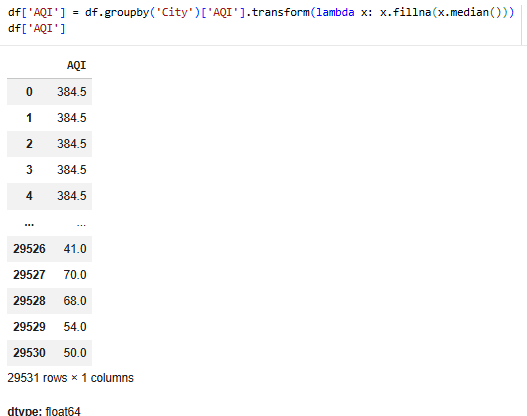 df['AQI'] = df.groupby('City')['AQI'].transform(lambda x: x.fillna(x.median()))
df['AQI']
AQI
0 384.5
1 384.5
2 384.5
3 384.5
4 384.5
... ...
29526 41.0
29527 70.0
29528 68.0
29529 54.0
29530 50.0
29531 rows × 1 columns
dtype: float64